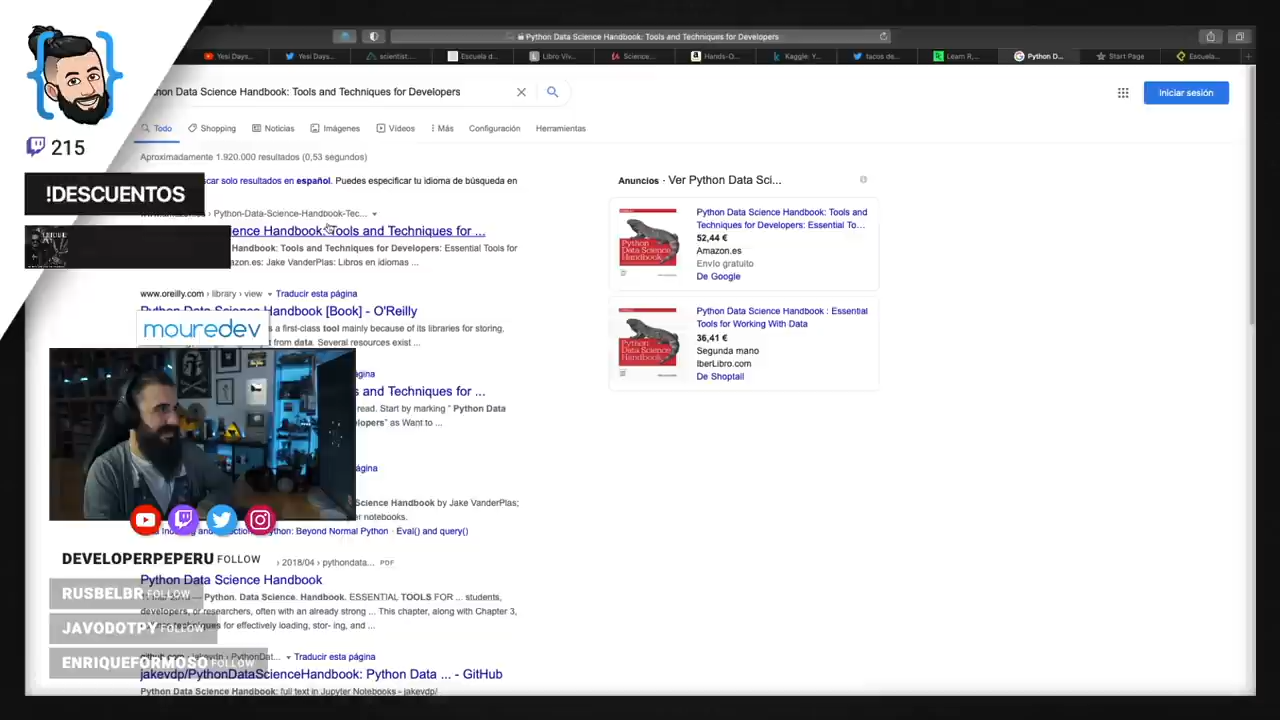 Python Data Science Handbook: Tools and Techniques for Developers
Yesi Days...
Yesi Days...
scientist...
Escuela d...
Libro Viv...
Science...
Hands-O...
Kaggle: Y...
tacos de...
Learn R,...
Python D...
Start Page
Escuela...
hon Data Science Handbook: Tools and Techniques for Developers
Iniciar sesión
Todo
Shopping
Noticias
Imágenes
Vídeos
Más
Configuración
Herramientas
215
Aproximadamente 1.920.000 resultados (0,53 segundos)
car solo resultados en español. Puedes especificar tu idioma de búsqueda en
Anuncios · Ver Python Data Sci...
!DESCUENTOS
› Python-Data-Science-Handbook-Tec...
ence Handbook: Tools and Techniques for ...
Handbook: Tools and Techniques for Developers: Essential Tools for
azon.es: Jake VanderPlas: Libros en idiomas ...
Python Data Science Handbook: Tools and
Techniques for Developers: Essential To...
52,44 €
Amazon.es
Envío gratuito
De Google
www.oreilly.com › library › view
Traducir esta página
Python Data Science Handbook [Book] - O'Reilly
s a first-class tool mainly because of its libraries for storing,
from data. Several resources exist ...
Python Data Science Handbook : Essential
Tools for Working With Data
36,41 €
Segunda mano
IberLibro.com
De Shoptail
mouredev
ágina
s and Techniques for ...
read. Start by marking " Python Data
elopers" as Want to ...
ágina
Science Handbook by Jake VanderPlas;
er notebooks.
thon: Beyond Normal Python · Eval() and query()
DEVELOPERPEPERU FOLLOW
› 2018/04 › pythondata...
PDF
Python Data Science Handbook
RUSBELBR FOLLOW
Python. Data. Science. Handbook. ESSENTIAL TOOLS FOR ... students,
developers, or researchers, often with an already strong ... This chapter, along with Chapter 3,
techniques for effectively loading, stor- ing, and ...
JAVODOTPY FOLLOW
github.com › jakevdp › PythonDat...
Traducir esta página
ENRIQUEFORMOSO FOLLOW
jakevdp/PythonDataScienceHandbook: Python Data ... - GitHub
Python Data Science Handbook: full text in Jupyter Notebooks - jakevdp/